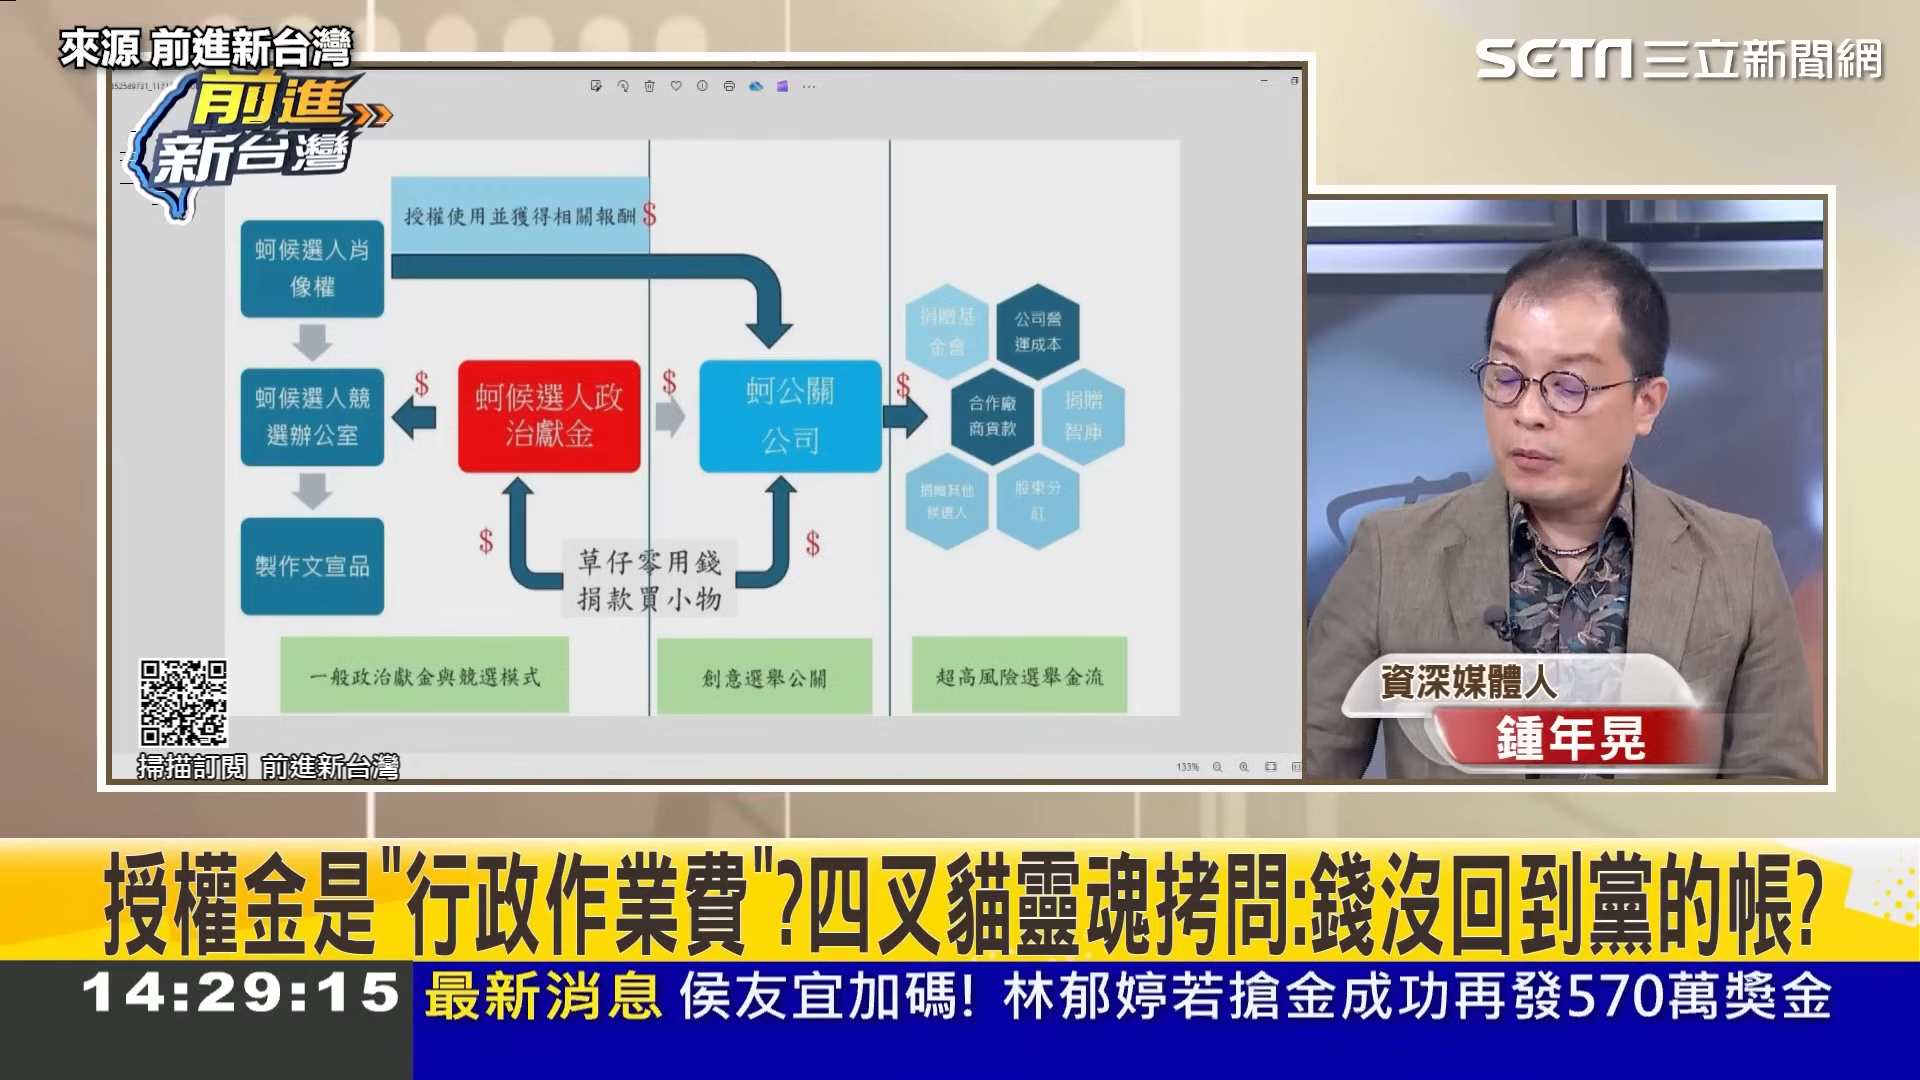 來源 前進新台灣
SETN 三立新聞網
前進
新台灣
授權使用並獲得相關報酬 $
蚵候選人肖
像權
蚵候選人競
選辦公室
製作文宣品
$
蚵候選人政
治獻金
$
蚵公關
公司
$
捐贈基
金會
公司營
運成本
合作廠
商貨款
捐贈
智庫
捐贈其他
候選人
股東分
紅
$
草仔零用錢
捐款買小物
$
一般政治獻金與競選模式
創意選舉公關
超高風險選舉金流
掃描訂閱 前進新台灣
133%
資深媒體人
鍾年晃
授權金是"行政作業費"?四叉貓靈魂拷問:錢沒回到黨的帳?
14:29:15
最新消息 侯友宜加碼! 林郁婷若搶金成功再發570萬獎金